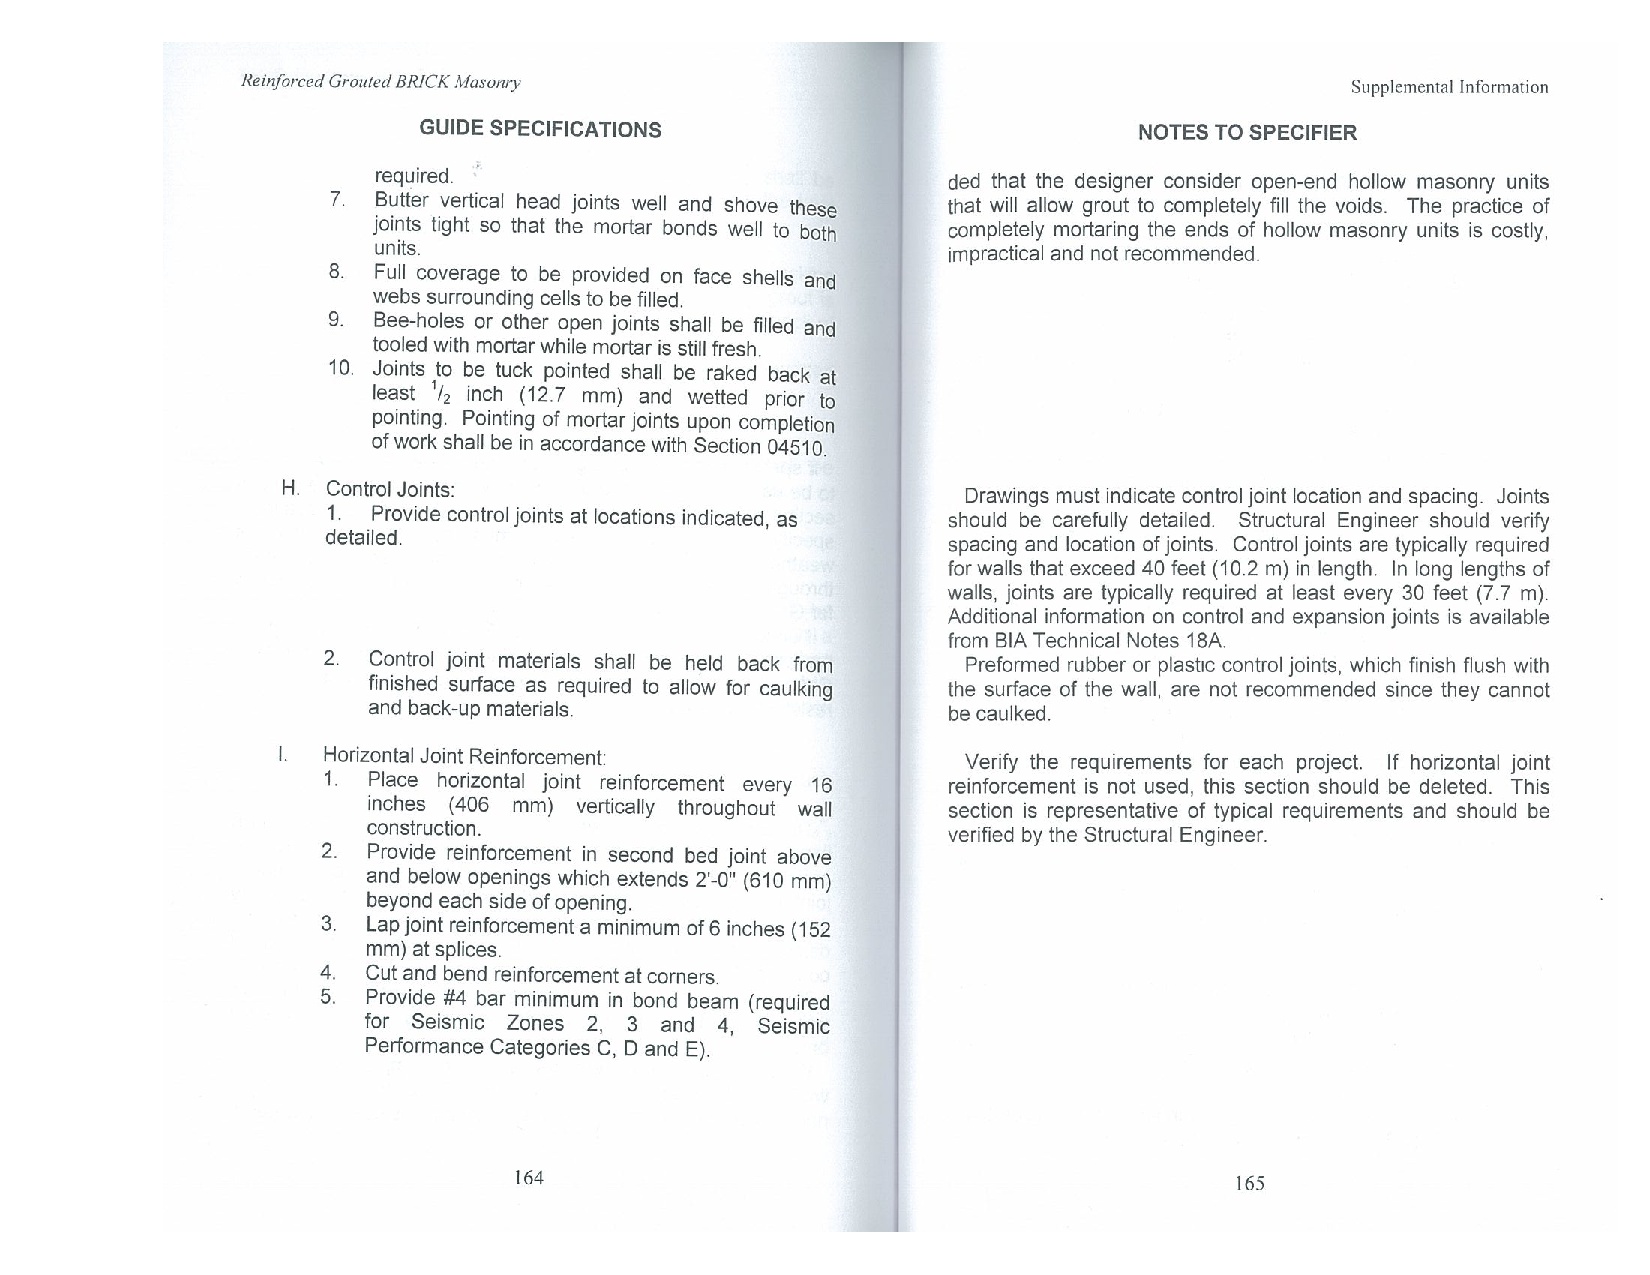 Reinforced Grouted BRICK Masonry
GUIDE SPECIFICATIONS
required.
7. Butter vertical head joints well and shove these
joints tight so that the mortar bonds well to both
units.
8. Full coverage to be provided on face shells and
webs surrounding cells to be filled.
9. Bee-holes or other open joints shall be filled and
tooled with mortar while mortar is still fresh.
10. Joints to be tuck pointed shall be raked back at
least 1/2 inch (12.7 mm) and wetted prior to
pointing. Pointing of mortar joints upon completion
of work shall be in accordance with Section 04510.
H. Control Joints:
1. Provide control joints at locations indicated, as
detailed.
2. Control joint materials shall be held back from
finished surface as required to allow for caulking
and back-up materials.
I. Horizontal Joint Reinforcement:
1. Place horizontal joint reinforcement every 16
inches (406 mm) vertically throughout wall
construction.
2. Provide reinforcement in second bed joint above
and below openings which extends 2'-0" (610 mm)
beyond each side of opening.
3. Lap joint reinforcement a minimum of 6 inches (152
mm) at splices.
4. Cut and bend reinforcement at corners.
5. Provide #4 bar minimum in bond beam (required
for Seismic Zones 2, 3 and 4, Seismic
Performance Categories C, D and E).
164
Supplemental Information
NOTES TO SPECIFIER
ded that the designer consider open-end hollow masonry units
that will allow grout to completely fill the voids. The practice of
completely mortaring the ends of hollow masonry units is costly,
impractical and not recommended.
Drawings must indicate control joint location and spacing. Joints
should be carefully detailed. Structural Engineer should verify
spacing and location of joints. Control joints are typically required
for walls that exceed 40 feet (10.2 m) in length. In long lengths of
walls, joints are typically required at least every 30 feet (7.7 m).
Additional information on control and expansion joints is available
from BIA Technical Notes 18A.
Preformed rubber or plastic control joints, which finish flush with
the surface of the wall, are not recommended since they cannot
be caulked.
Verify the requirements for each project. If horizontal joint
reinforcement is not used, this section should be deleted. This
section is representative of typical requirements and should be
verified by the Structural Engineer.
165